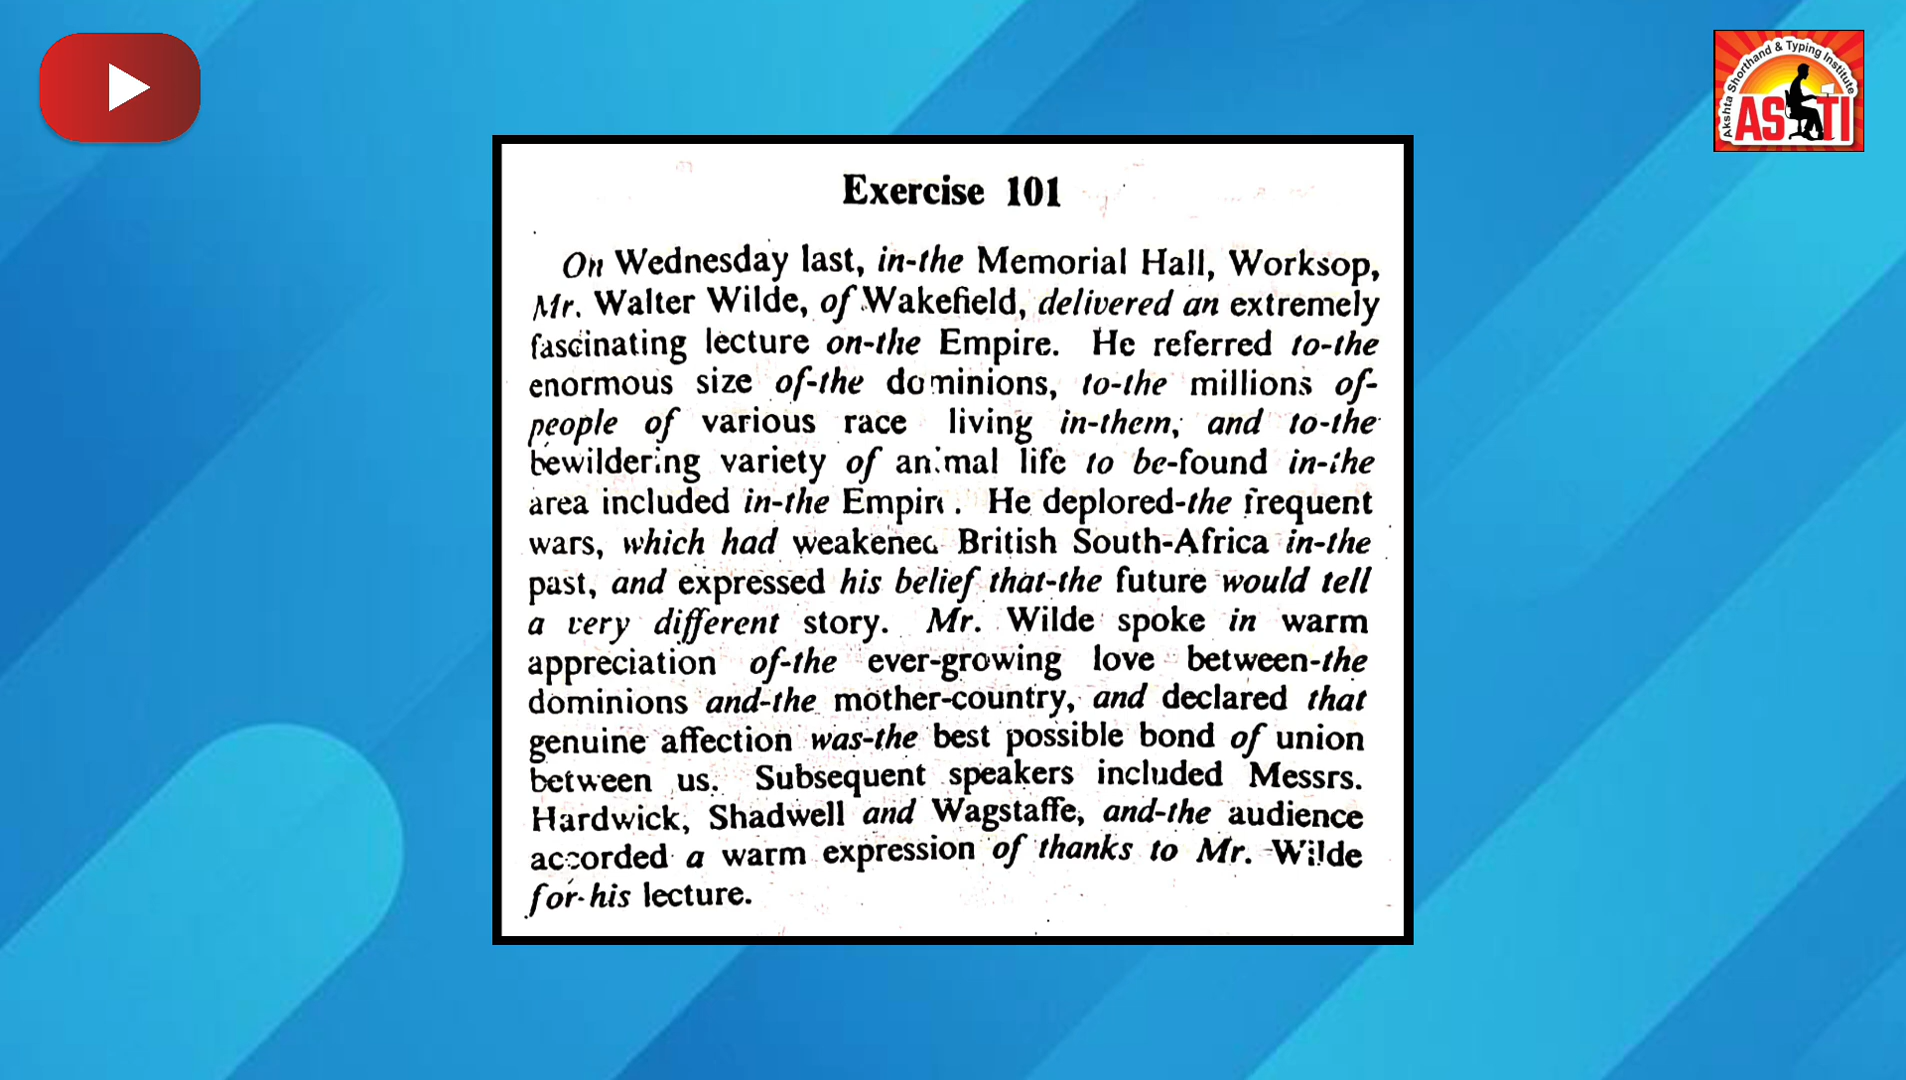 Akshta Shorthand & Typing Institute
ASTI
Exercise 101
On Wednesday last, in-the Memorial Hall, Worksop,
Mr. Walter Wilde, of Wakefield, delivered an extremely
fascinating lecture on-the Empire. He referred to-the
enormous size of-the dominions, to-the millions of-
people of various race living in-them, and to-the
bewildering variety of animal life to be-found in-the
area included in-the Empire. He deplored-the frequent
wars, which had weakened British South-Africa in-the
past, and expressed his belief that-the future would tell
a very different story. Mr. Wilde spoke in warm
appreciation of-the ever-growing love between-the
dominions and-the mother-country, and declared that
genuine affection was-the best possible bond of union
between us. Subsequent speakers included Messrs.
Hardwick, Shadwell and Wagstaffe, and-the audience
accorded a warm expression of thanks to Mr. Wilde
for-his lecture.